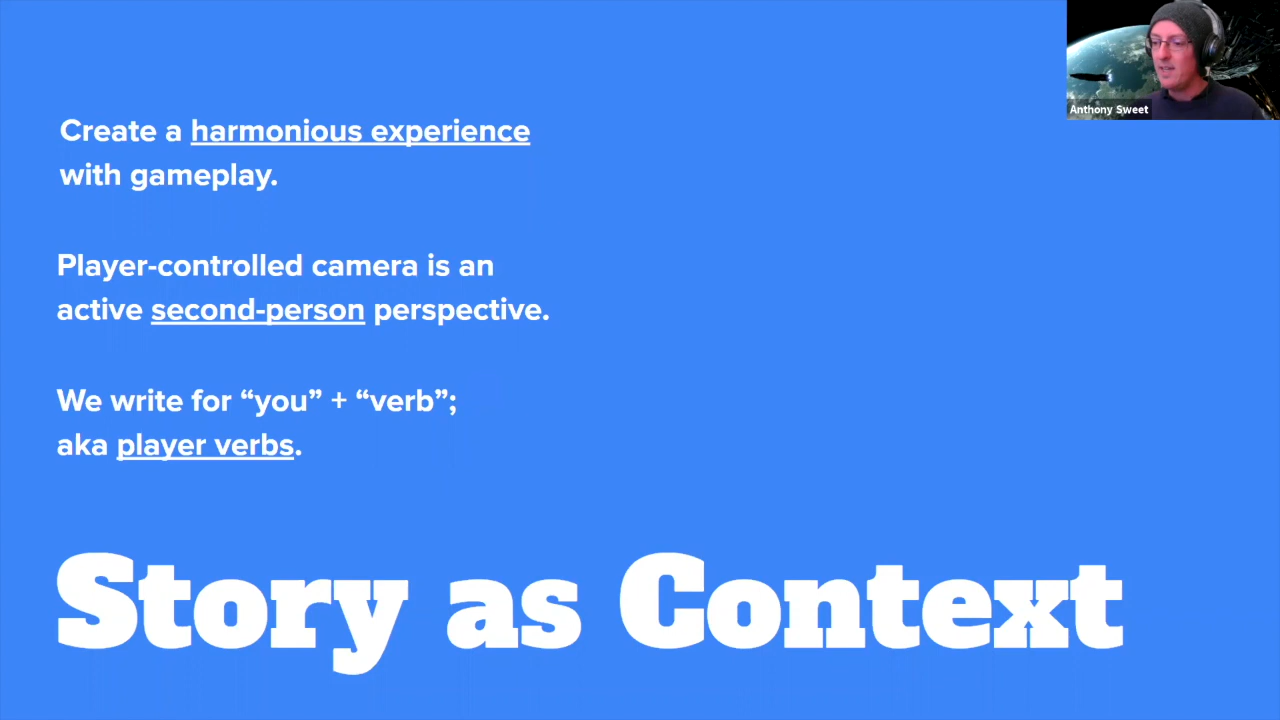 Anthony Sweet
Create a harmonious experience
with gameplay.
Player-controlled camera is an
active second-person perspective.
We write for “you” + “verb”;
aka player verbs.
Story as Context